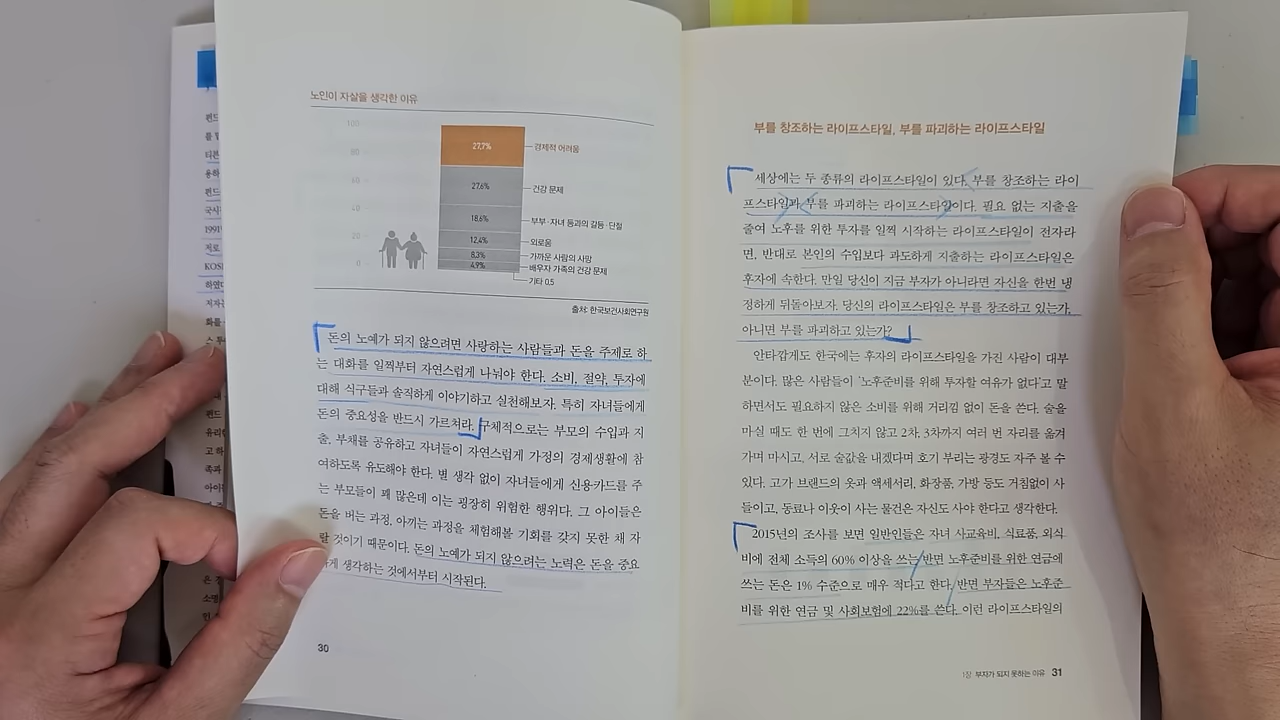 노인이 자살을 생각한 이유
100
80
60
40
20
0
27.7%
27.6%
18.6%
12.4%
8.3%
4.9%
경제적 어려움
건강 문제
부부·자녀 등과의 갈등·단절
외로움
가까운 사람의 사망
배우자 가족의 건강 문제
기타 0.5
출처: 한국보건사회연구원
돈의 노예가 되지 않으려면 사랑하는 사람들과 돈을 주제로 하
는 대화를 일찍부터 자연스럽게 나눠야 한다. 소비, 절약, 투자에
대해 식구들과 솔직하게 이야기하고 실천해보자. 특히 자녀들에게
돈의 중요성을 반드시 가르쳐라. 구체적으로는 부모의 수입과 지
출, 부채를 공유하고 자녀들이 자연스럽게 가정의 경제생활에 참
여하도록 유도해야 한다. 별 생각 없이 자녀들에게 신용카드를 주
는 부모들이 꽤 많은데 이는 굉장히 위험한 행위다. 그 아이들은
돈을 버는 과정, 아끼는 과정을 체험해볼 기회를 갖지 못한 채 자
랄 것이기 때문이다. 돈의 노예가 되지 않으려는 노력은 돈을 중요
하게 생각하는 것에서부터 시작된다.
30
부를 창조하는 라이프스타일, 부를 파괴하는 라이프스타일
세상에는 두 종류의 라이프스타일이 있다. 부를 창조하는 라이
프스타일과 부를 파괴하는 라이프스타일이다. 필요 없는 지출을
줄여 노후를 위한 투자를 일찍 시작하는 라이프스타일이 전자라
면, 반대로 본인의 수입보다 과도하게 지출하는 라이프스타일은
후자에 속한다. 만일 당신이 지금 부자가 아니라면 자신을 한번 냉
정하게 뒤돌아보자. 당신의 라이프스타일은 부를 창조하고 있는가,
아니면 부를 파괴하고 있는가?
안타깝게도 한국에는 후자의 라이프스타일을 가진 사람이 대부
분이다. 많은 사람들이 '노후준비를 위해 투자할 여유가 없다'고 말
하면서도 필요하지 않은 소비를 위해 거리낌 없이 돈을 쓴다. 술을
마실 때도 한 번에 그치지 않고 2차, 3차까지 여러 번 자리를 옮겨
가며 마시고, 서로 술값을 내겠다며 호기 부리는 광경도 자주 볼 수
있다. 고가 브랜드의 옷과 액세서리, 화장품, 가방 등도 거침없이 사
들이고, 동료나 이웃이 사는 물건은 자신도 사야 한다고 생각한다.
2015년의 조사를 보면 일반인들은 자녀 사교육비, 식료품, 외식
비에 전체 소득의 60% 이상을 쓰는 반면 노후준비를 위한 연금에
쓰는 돈은 1% 수준으로 매우 적다고 한다. 반면 부자들은 노후준
비를 위한 연금 및 사회보험에 22%를 쓴다. 이런 라이프스타일의
1장 부자가 되지 못하는 이유 31